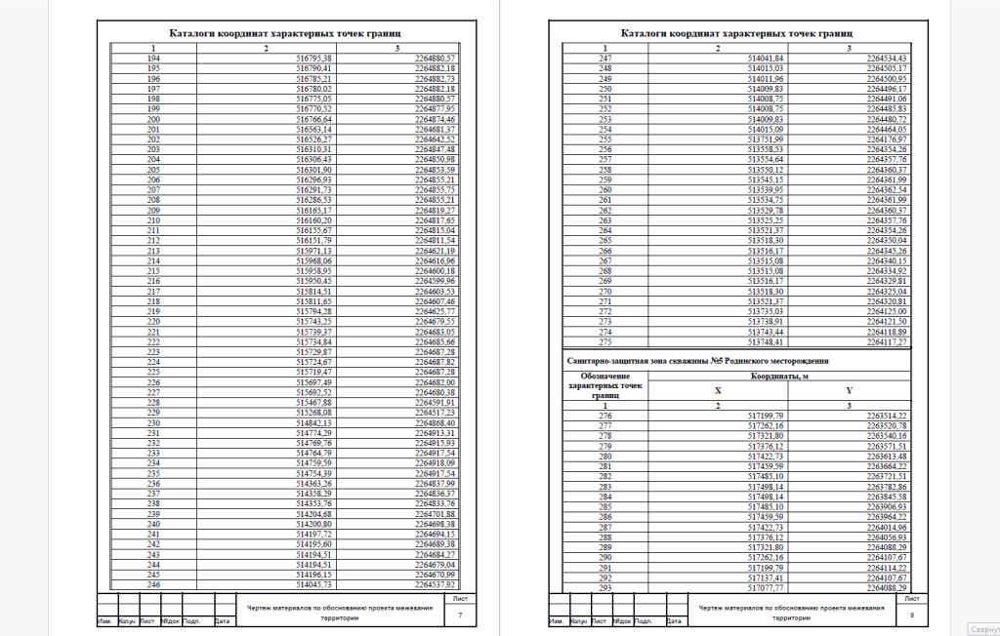 Каталоги координат характерных точек границ
1 2 3
194 516795,38 2264880,57
195 516790,41 2264882,18
196 516785,21 2264882,73
197 516780,02 2264882,18
198 516775,05 2264880,57
199 516770,52 2264877,95
200 516766,64 2264874,46
201 516563,14 2264681,37
202 516526,27 2264642,52
203 516310,31 2264847,48
204 516306,43 2264850,98
205 516301,90 2264853,59
206 516296,93 2264855,21
207 516291,73 2264855,75
208 516286,53 2264855,21
209 516165,17 2264819,27
210 516160,20 2264817,65
211 516155,67 2264815,04
212 516151,79 2264811,54
213 515971,13 2264621,19
214 515968,06 2264616,96
215 515958,95 2264600,18
216 515950,45 2264599,96
217 515814,51 2264603,53
218 515811,65 2264607,46
219 515794,28 2264625,77
220 515743,25 2264679,55
221 515739,37 2264683,05
222 515734,84 2264685,66
223 515729,87 2264687,28
224 515724,67 2264687,82
225 515719,47 2264687,28
226 515697,49 2264682,00
227 515692,52 2264680,38
228 515467,88 2264591,91
229 515268,08 2264517,23
230 514842,13 2264868,40
231 514774,29 2264913,31
232 514769,76 2264915,93
233 514764,79 2264917,54
234 514759,59 2264918,09
235 514754,39 2264917,54
236 514363,26 2264837,99
237 514358,29 2264836,37
238 514353,76 2264833,76
239 514204,68 2264701,88
240 514200,80 2264698,38
241 514197,72 2264694,15
242 514195,60 2264689,38
243 514194,51 2264684,27
244 514194,51 2264679,04
245 514196,15 2264670,99
246 514045,73 2264537,92
Чертеж материалов по обоснованию проекта межевания
территории
Лист
7
Изм. Колуч Лист №док Подп. Дата
Каталоги координат характерных точек границ
1 2 3
247 514041,84 2264534,43
248 514015,03 2264505,17
249 514011,96 2264500,95
250 514009,83 2264496,17
251 514008,75 2264491,06
252 514008,75 2264485,83
253 514009,83 2264480,72
254 514015,09 2264464,05
255 513751,99 2264176,97
256 513558,53 2264354,26
257 513554,64 2264357,76
258 513550,12 2264360,37
259 513545,15 2264361,99
260 513539,95 2264362,54
261 513534,75 2264361,99
262 513529,78 2264360,37
263 513525,25 2264357,76
264 513521,37 2264354,26
265 513518,30 2264350,04
266 513516,17 2264345,26
267 513515,08 2264340,15
268 513515,08 2264334,92
269 513516,17 2264329,81
270 513518,30 2264325,04
271 513521,37 2264320,81
272 513735,03 2264125,00
273 513738,91 2264121,50
274 513743,44 2264118,89
275 513748,41 2264117,27
Санитарно-защитная зона скважины №5 Родинского месторождения
Обозначение
характерных точек
границ
Координаты, м
X Y
1 2 3
276 517199,79 2263514,22
277 517262,16 2263520,78
278 517321,80 2263540,16
279 517376,12 2263571,51
280 517422,73 2263613,48
281 517459,59 2263664,22
282 517485,10 2263721,51
283 517498,14 2263782,86
284 517498,14 2263845,58
285 517485,10 2263906,93
286 517459,59 2263964,22
287 517422,73 2264014,96
288 517376,12 2264056,93
289 517321,80 2264088,29
290 517262,16 2264107,67
291 517199,79 2264114,22
292 517137,41 2264107,67
293 517077,77 2264088,29
Чертеж материалов по обоснованию проекта межевания
территории
Лист
8
Изм. Колуч Лист №док Подп. Дата